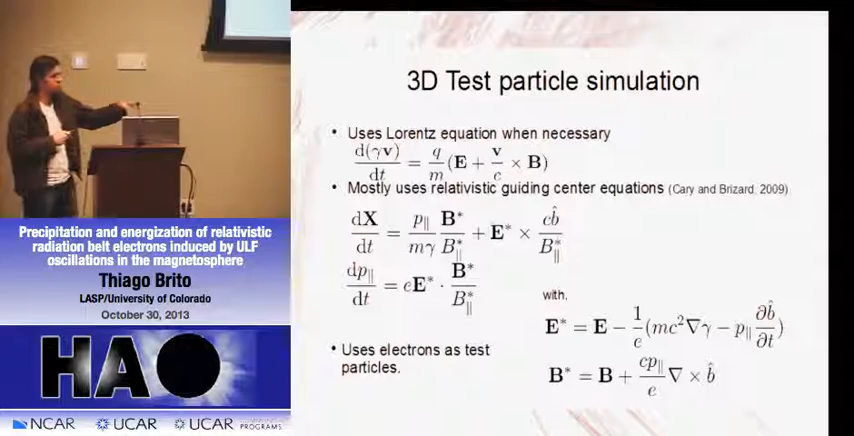 3D Test particle simulation
• Uses Lorentz equation when necessary
d(γv)/dt = q/m (E + v/c × B)
• Mostly uses relativistic guiding center equations (Cary and Brizard, 2009)
dX/dt = p∥/mγ B*/B*∥ + E* × cb̂/B*∥
dp∥/dt = eE* · B*/B*∥
with,
E* = E − 1/e (mc²∇γ − p∥ ∂b̂/∂t)
B* = B + cp∥/e ∇ × b̂
• Uses electrons as test
particles.
Precipitation and energization of relativistic
radiation belt electrons induced by ULF
oscillations in the magnetosphere
Thiago Brito
LASP/University of Colorado
October 30, 2013
HAO
NCAR
UCAR
UCAR
PROGRAMS